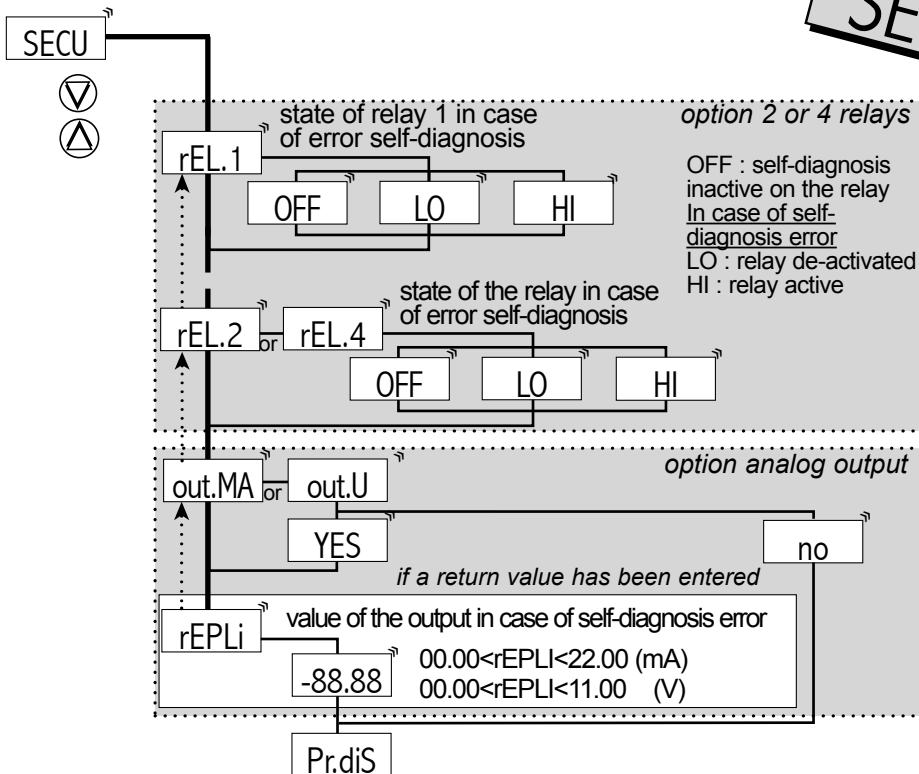 SECU
state of relay 1 in case
of error self-diagnosis
option 2 or 4 relays
rEL.1
OFF LO HI
OFF : self-diagnosis
inactive on the relay
In case of self-
diagnosis error
LO : relay de-activated
HI : relay active
state of the relay in case
of error self-diagnosis
rEL.2 or rEL.4
OFF LO HI
option analog output
out.MA or out.U
YES no
if a return value has been entered
value of the output in case of self-diagnosis error
rEPLi
-88.88
00.00<rEPLI<22.00 (mA)
00.00<rEPLI<11.00 (V)
Pr.diS